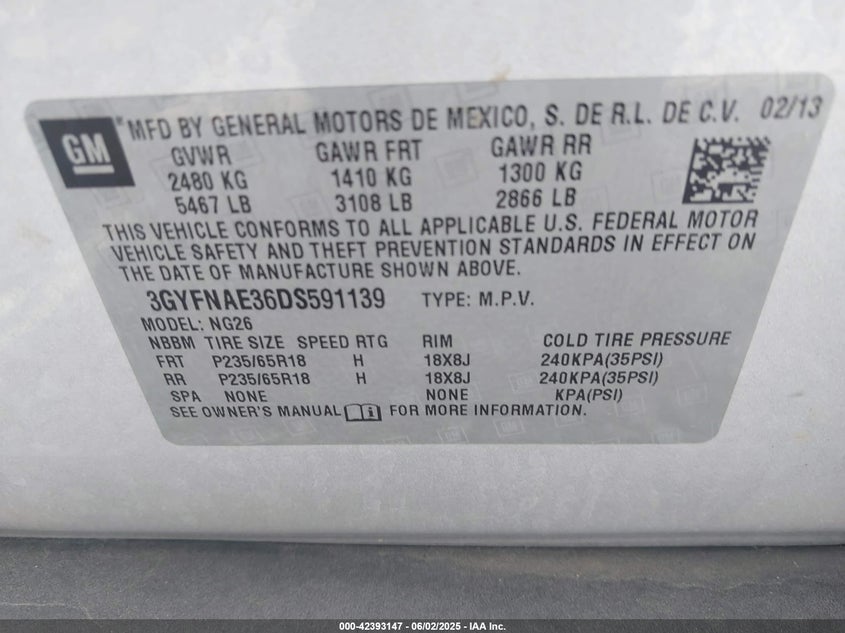 GM
MFD BY GENERAL MOTORS DE MEXICO, S. DE R.L. DE C.V. 02/13
GVWR GAWR FRT GAWR RR
2480 KG 1410 KG 1300 KG
5467 LB 3108 LB 2866 LB
THIS VEHICLE CONFORMS TO ALL APPLICABLE U.S. FEDERAL MOTOR
VEHICLE SAFETY AND THEFT PREVENTION STANDARDS IN EFFECT ON
THE DATE OF MANUFACTURE SHOWN ABOVE.
3GYFNAE36DS591139 TYPE: M.P.V.
MODEL: NG26
NBBM TIRE SIZE SPEED RTG RIM COLD TIRE PRESSURE
FRT P235/65R18 H 18X8J 240KPA(35PSI)
RR P235/65R18 H 18X8J 240KPA(35PSI)
SPA NONE NONE KPA(PSI)
SEE OWNER'S MANUAL FOR MORE INFORMATION.
000-42393147 - 06/02/2025 - IAA Inc.